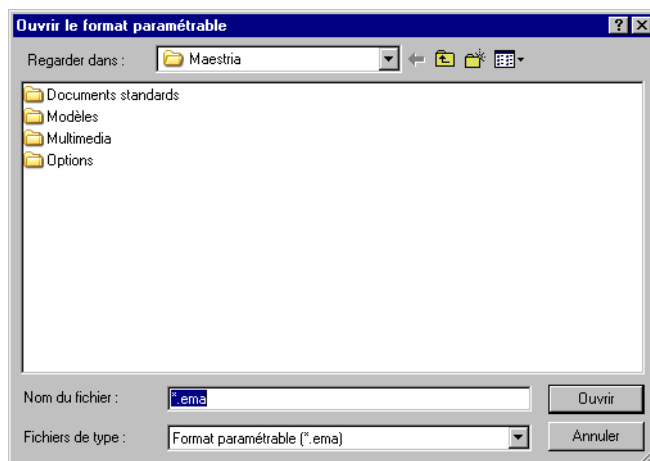 Ouvrir le format paramétrable
Regarder dans :
Maestria
Documents standards
Modèles
Multimedia
Options
Nom du fichier :
*.ema
Ouvrir
Fichiers de type :
Format paramétrable (*.ema)
Annuler